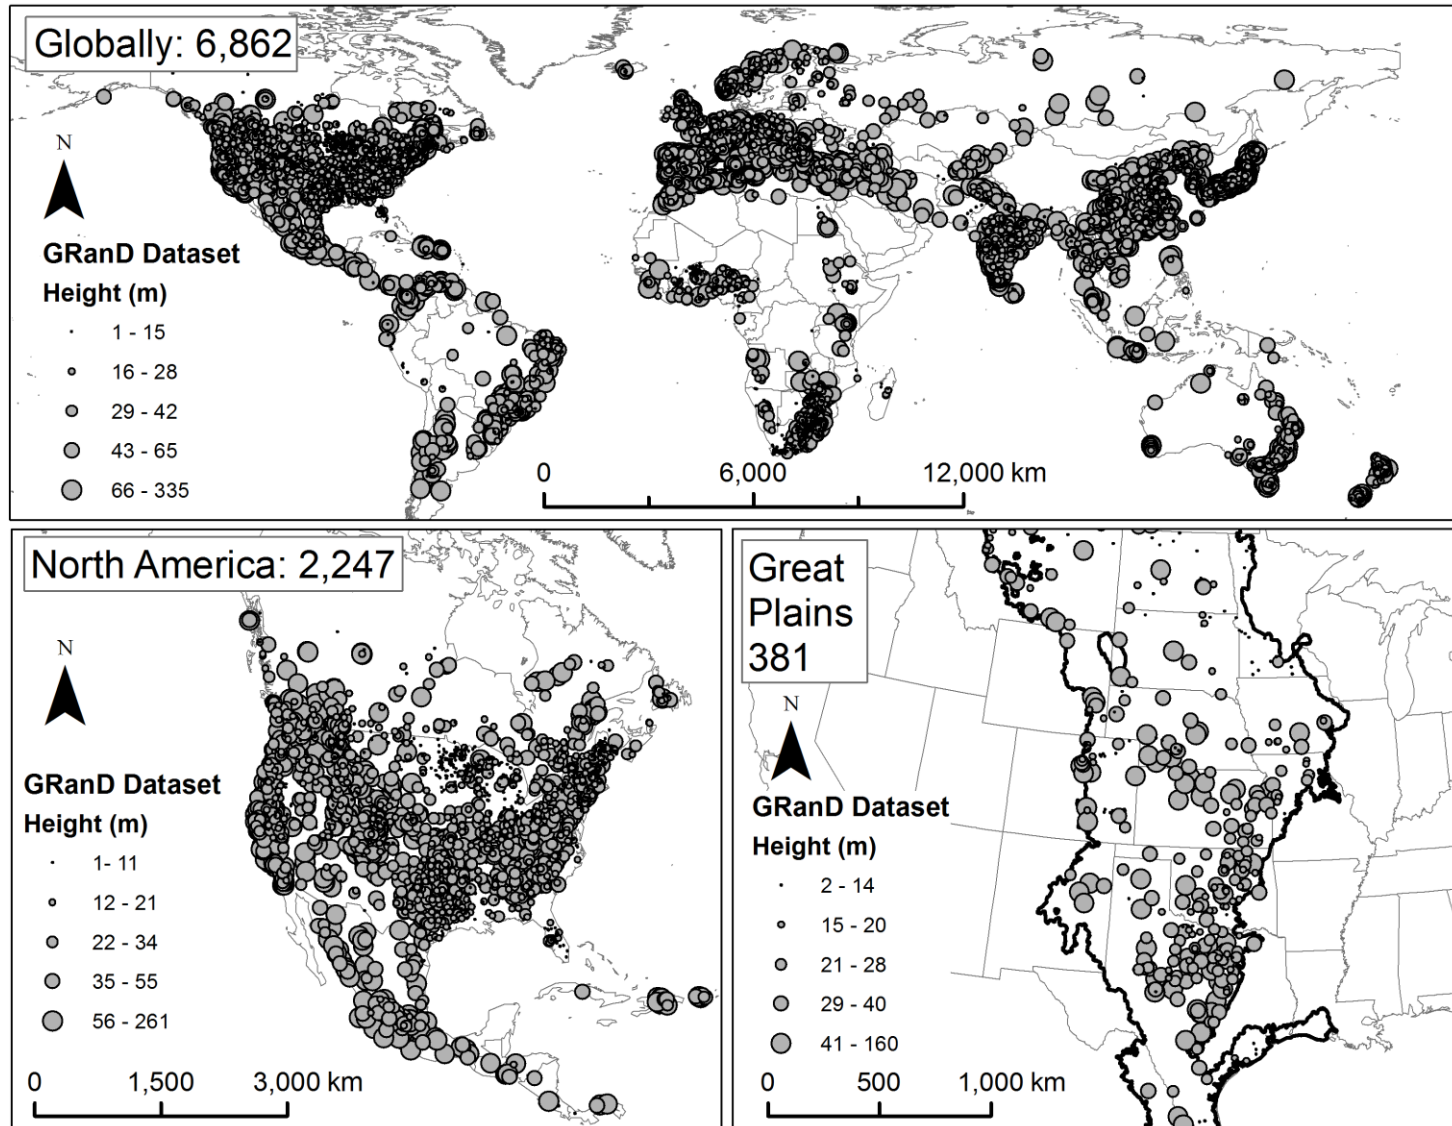 Globally: 6,862
N
GRanD Dataset
Height (m)
1 - 15
16 - 28
29 - 42
43 - 65
66 - 335
0 6,000 12,000 km
North America: 2,247
N
GRanD Dataset
Height (m)
1- 11
12 - 21
22 - 34
35 - 55
56 - 261
0 1,500 3,000 km
Great
Plains
381
N
GRanD Dataset
Height (m)
2 - 14
15 - 20
21 - 28
29 - 40
41 - 160
0 500 1,000 km